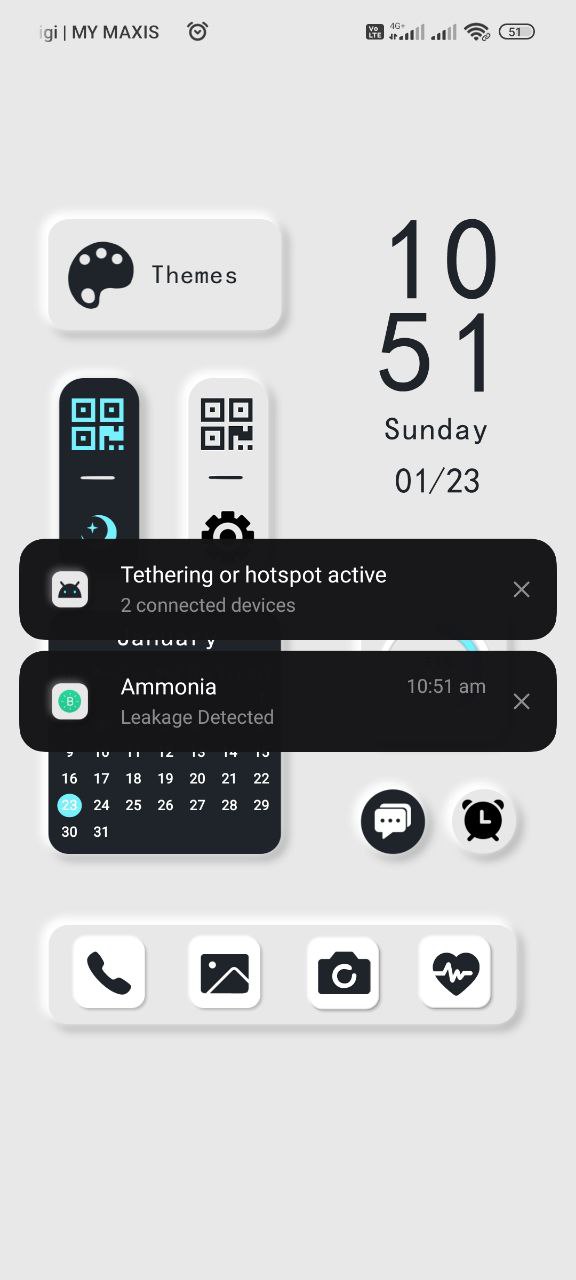 igi | MY MAXIS
Vo LTE
4G+
51
Themes
10
51
Sunday
01/23
Tethering or hotspot active
2 connected devices
January
Ammonia 10:51 am
B
Leakage Detected
9 10 11 12 13 14 15
16 17 18 19 20 21 22
23 24 25 26 27 28 29
30 31